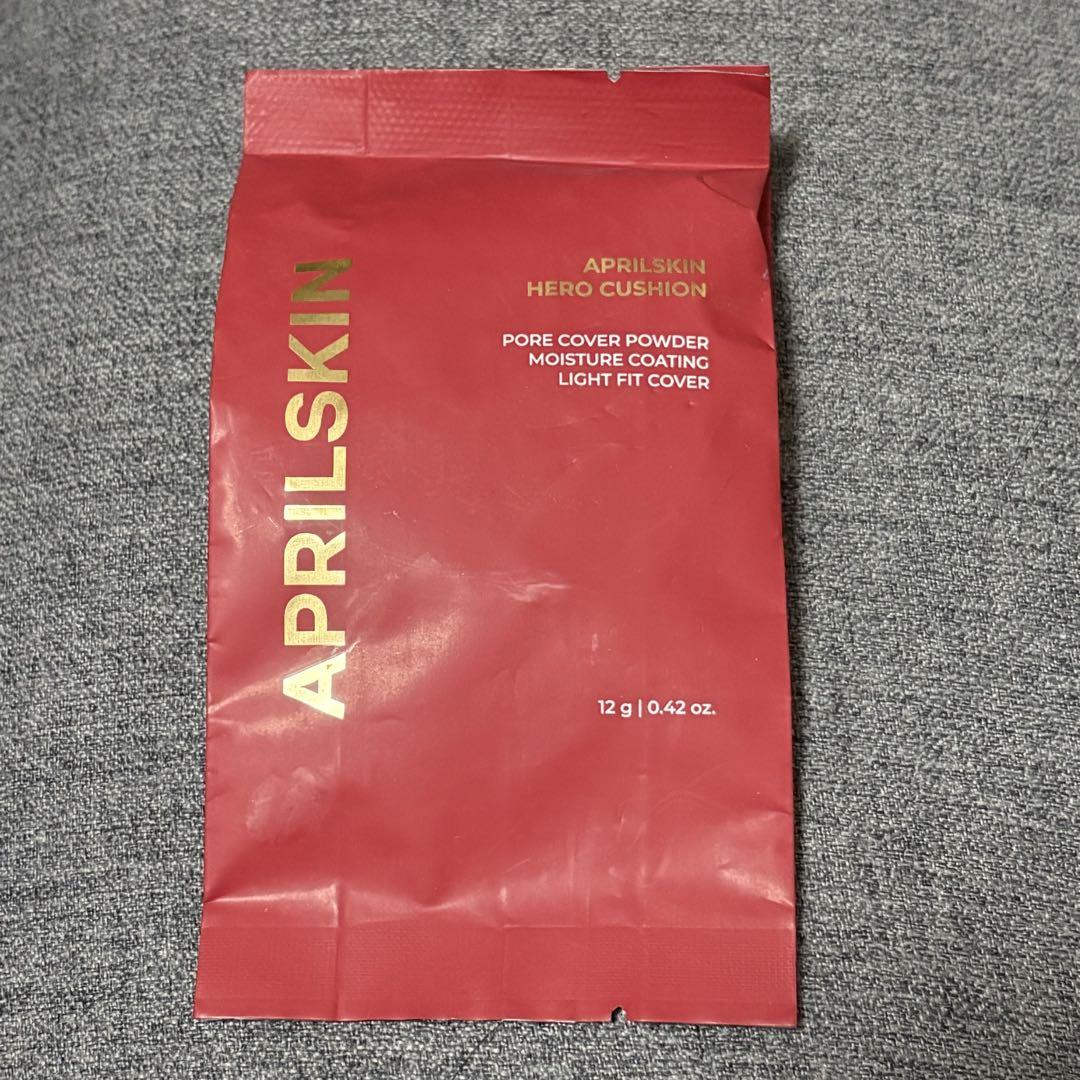 APRILSKIN
APRILSKIN
HERO CUSHION
PORE COVER POWDER
MOISTURE COATING
LIGHT FIT COVER
12 g | 0.42 oz.